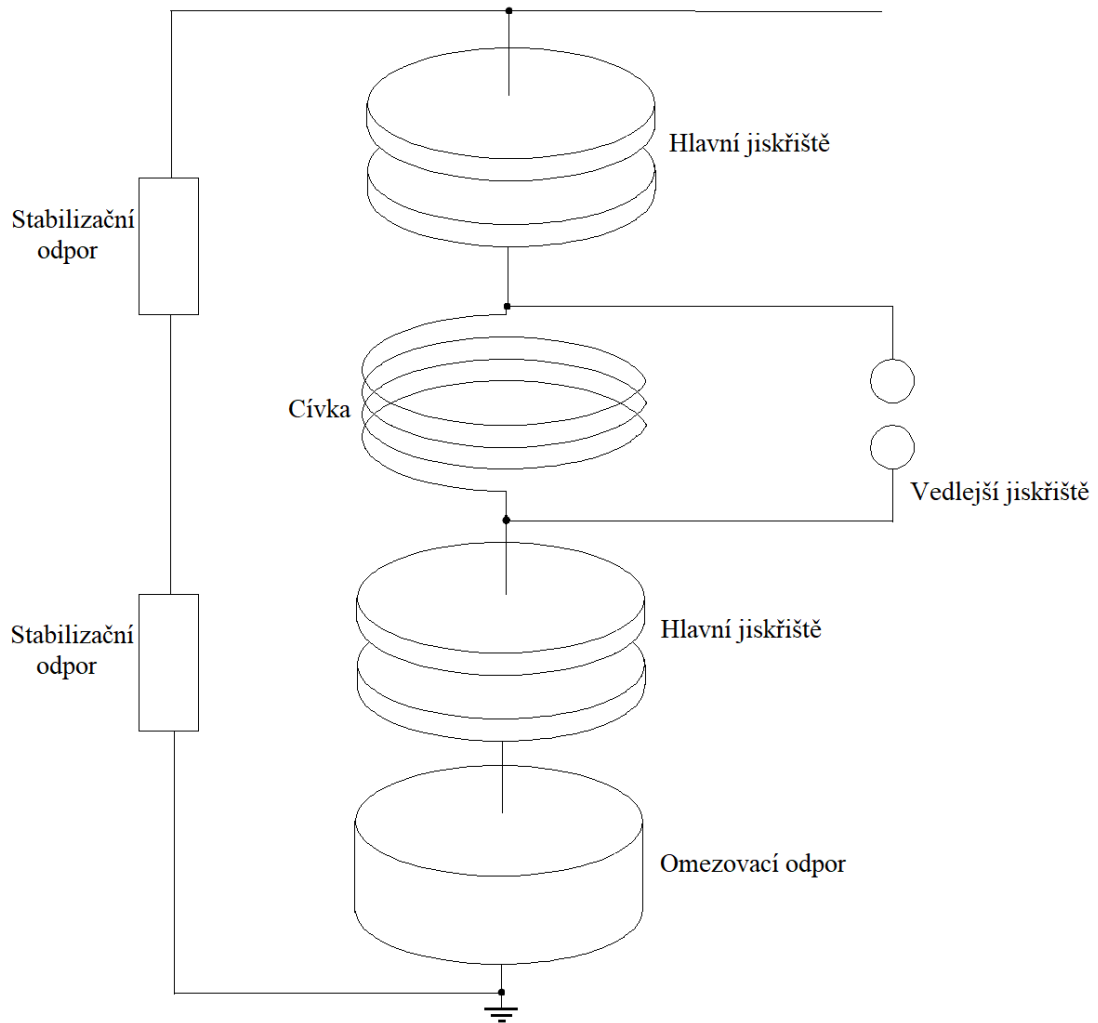 Hlavní jiskřiště
Stabilizační
odpor
Cívka
Vedlejší jiskřiště
Stabilizační
odpor
Hlavní jiskřiště
Omezovací odpor